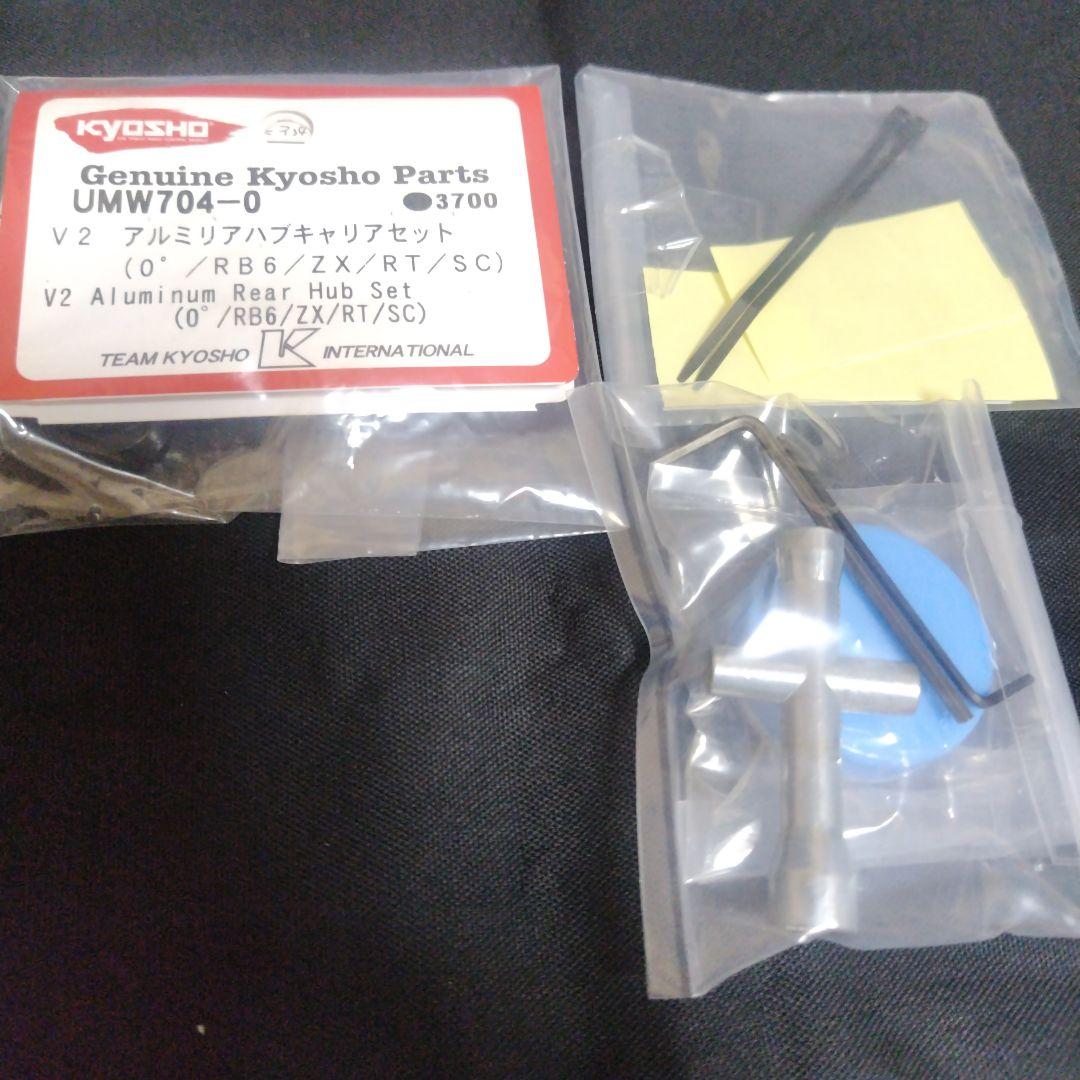 KYOSHO
Genuine Kyosho Parts
UMW704-0 ●3700
V2 アルミリアハブキャリアセット
(0°/RB6/ZX/RT/SC)
V2 Aluminum Rear Hub Set
(0°/RB6/ZX/RT/SC)
TEAM KYOSHO K INTERNATIONAL